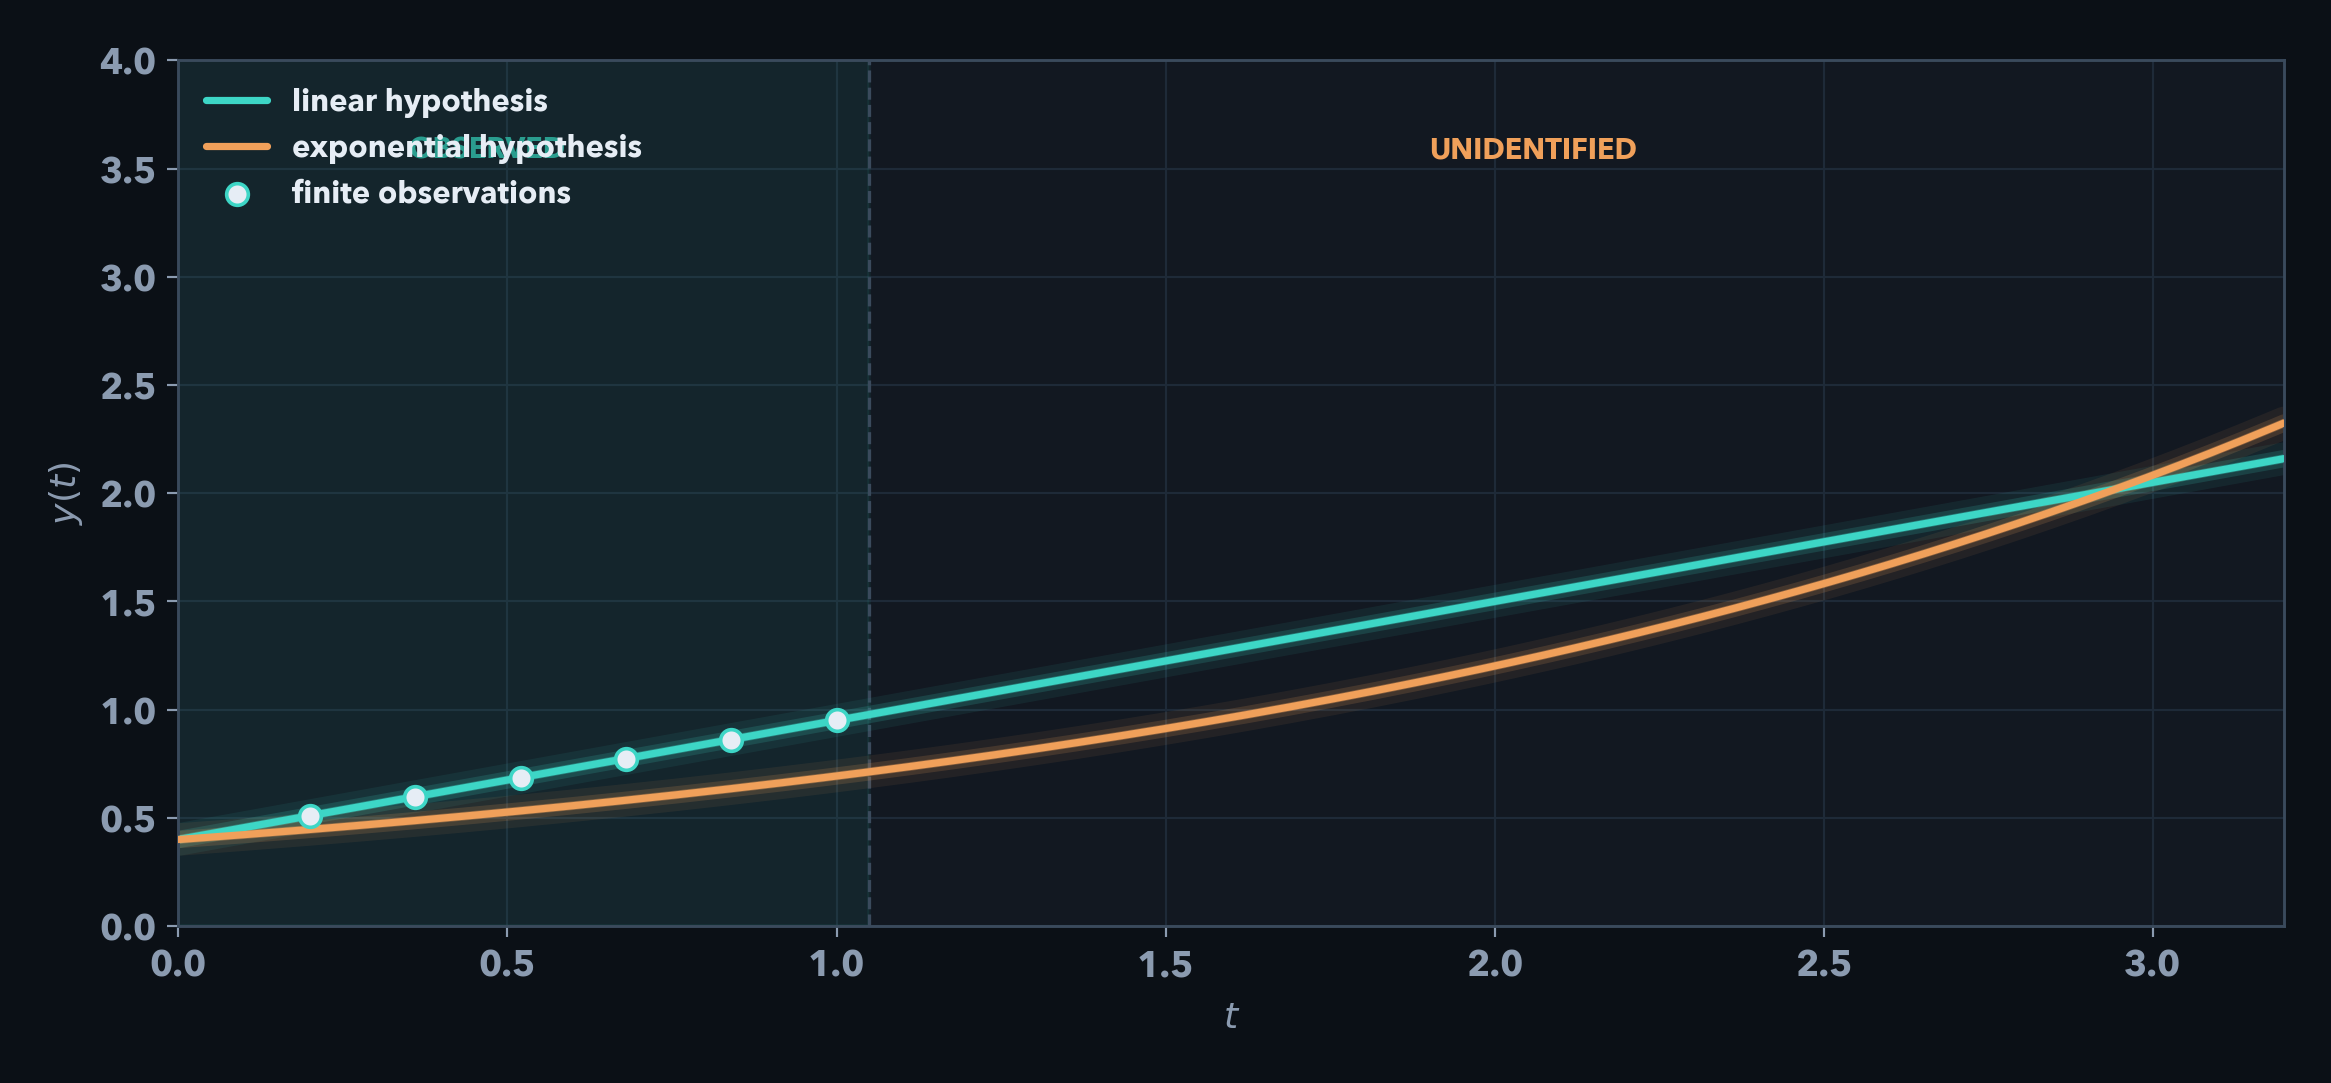 4.0
3.5
3.0
2.5
2.0
1.5
1.0
0.5
0.0
y(t)
linear hypothesis
exponential hypothesis
OBSERVED
finite observations
UNIDENTIFIED
0.0 0.5 1.0 1.5 2.0 2.5 3.0
t